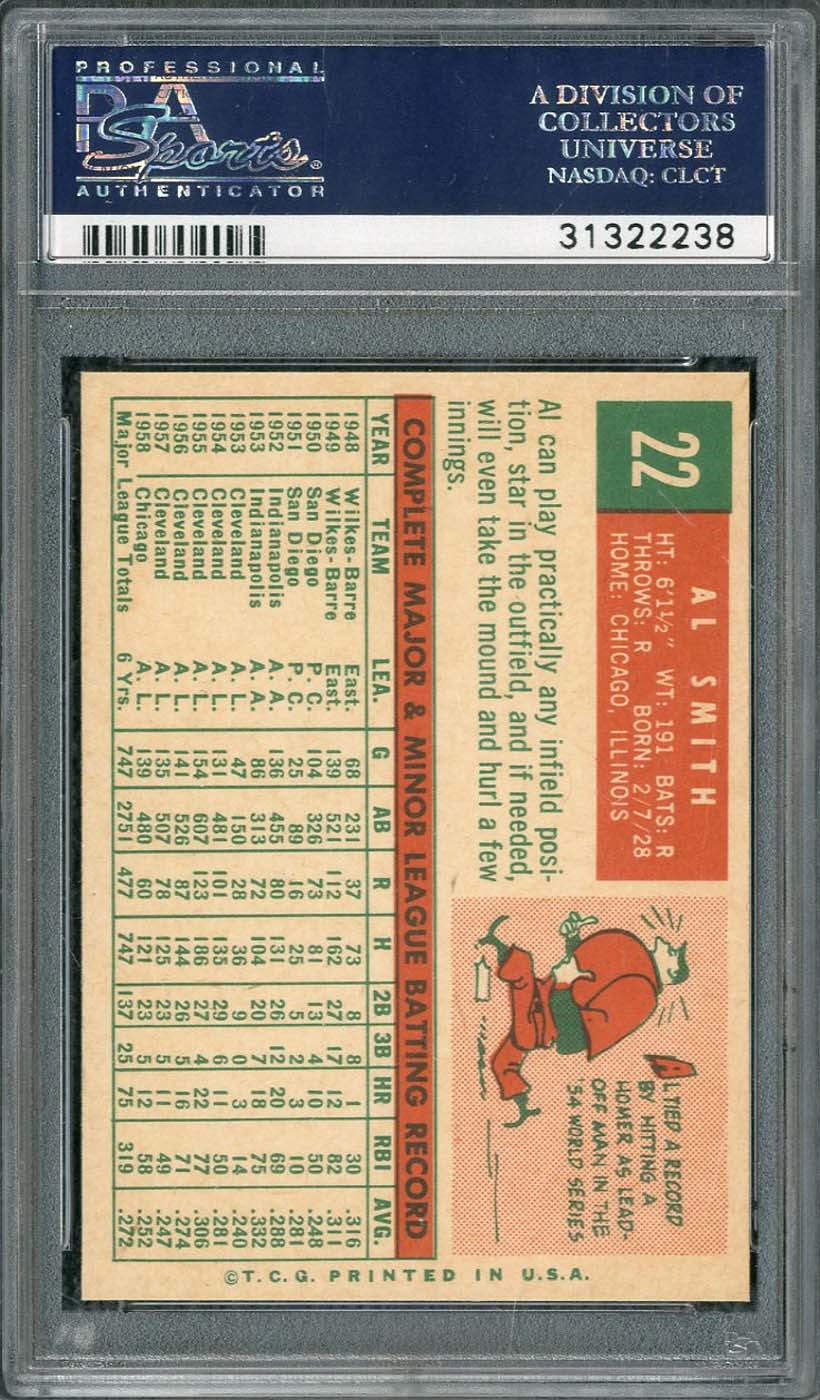 PROFESSIONAL
PSA
Sports®
AUTHENTICATOR
A DIVISION OF
COLLECTORS
UNIVERSE
NASDAQ: CLCT
31322238
22
AL SMITH
HT: 6'1½" WT: 191 BATS: R
THROWS: R BORN: 2/7/28
HOME: CHICAGO, ILLINOIS
Al can play practically any infield posi-
tion, star in the outfield, and if needed,
will even take the mound and hurl a few
innings.
AL TIED A RECORD
BY HITTING A
HOMER AS LEAD-
OFF MAN IN THE
'54 WORLD SERIES
COMPLETE MAJOR & MINOR LEAGUE BATTING RECORD
YEAR TEAM LEA. G AB R H 2B 3B HR RBI AVG.
1948 Wilkes-Barre East. 68 231 37 73 8 8 1 30 .316
1949 Wilkes-Barre East. 139 521 112 162 27 17 12 82 .311
1950 San Diego P.C. 104 326 73 81 13 4 10 50 .248
1951 San Diego P.C. 25 89 16 25 5 2 3 10 .281
1952 Indianapolis A.A. 136 455 80 131 26 12 20 69 .288
1953 Indianapolis A.A. 86 313 72 104 20 7 18 75 .332
1953 Cleveland A.L. 47 150 28 36 9 0 3 14 .240
1954 Cleveland A.L. 131 481 101 135 29 6 11 50 .281
1955 Cleveland A.L. 154 607 123 186 27 4 22 77 .306
1956 Cleveland A.L. 141 526 87 144 26 5 16 71 .274
1957 Cleveland A.L. 135 507 78 125 23 5 11 49 .247
1958 Chicago A.L. 139 480 60 121 23 5 12 58 .252
Major League Totals 6 Yrs. 747 2751 477 747 137 25 75 319 .272
©T.C.G. PRINTED IN U.S.A.